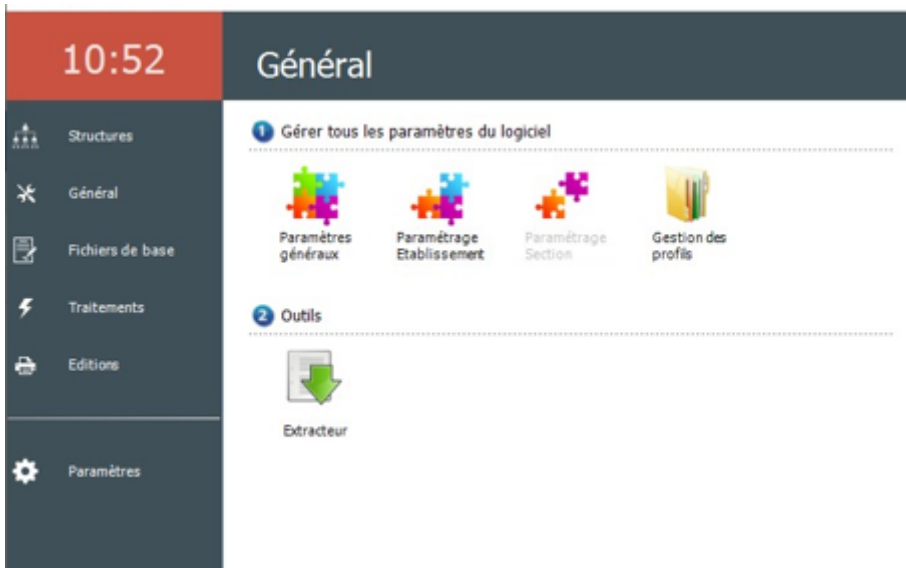 10:52
Général
Structures
Général
Fichiers de base
Traitements
Editions
Paramètres
1 Gérer tous les paramètres du logiciel
Paramètres
généraux
Paramétrage
Etablissement
Paramétrage
Section
Gestion des
profils
2 Outils
Extracteur